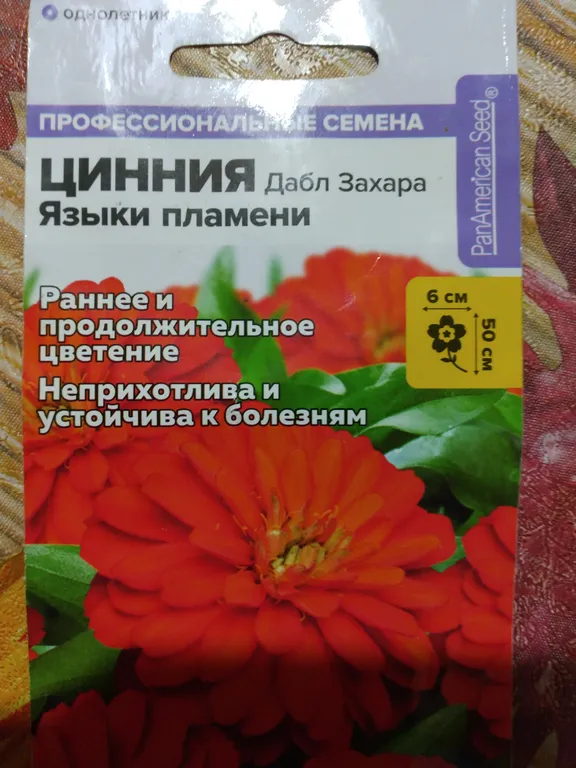 однолетник
ПРОФЕССИОНАЛЬНЫЕ СЕМЕНА
ЦИННИЯ Дабл Захара
Языки пламени
PanAmerican Seed®
Раннее и
продолжительное
цветение
Неприхотлива и
устойчива к болезням
6 см
50 см